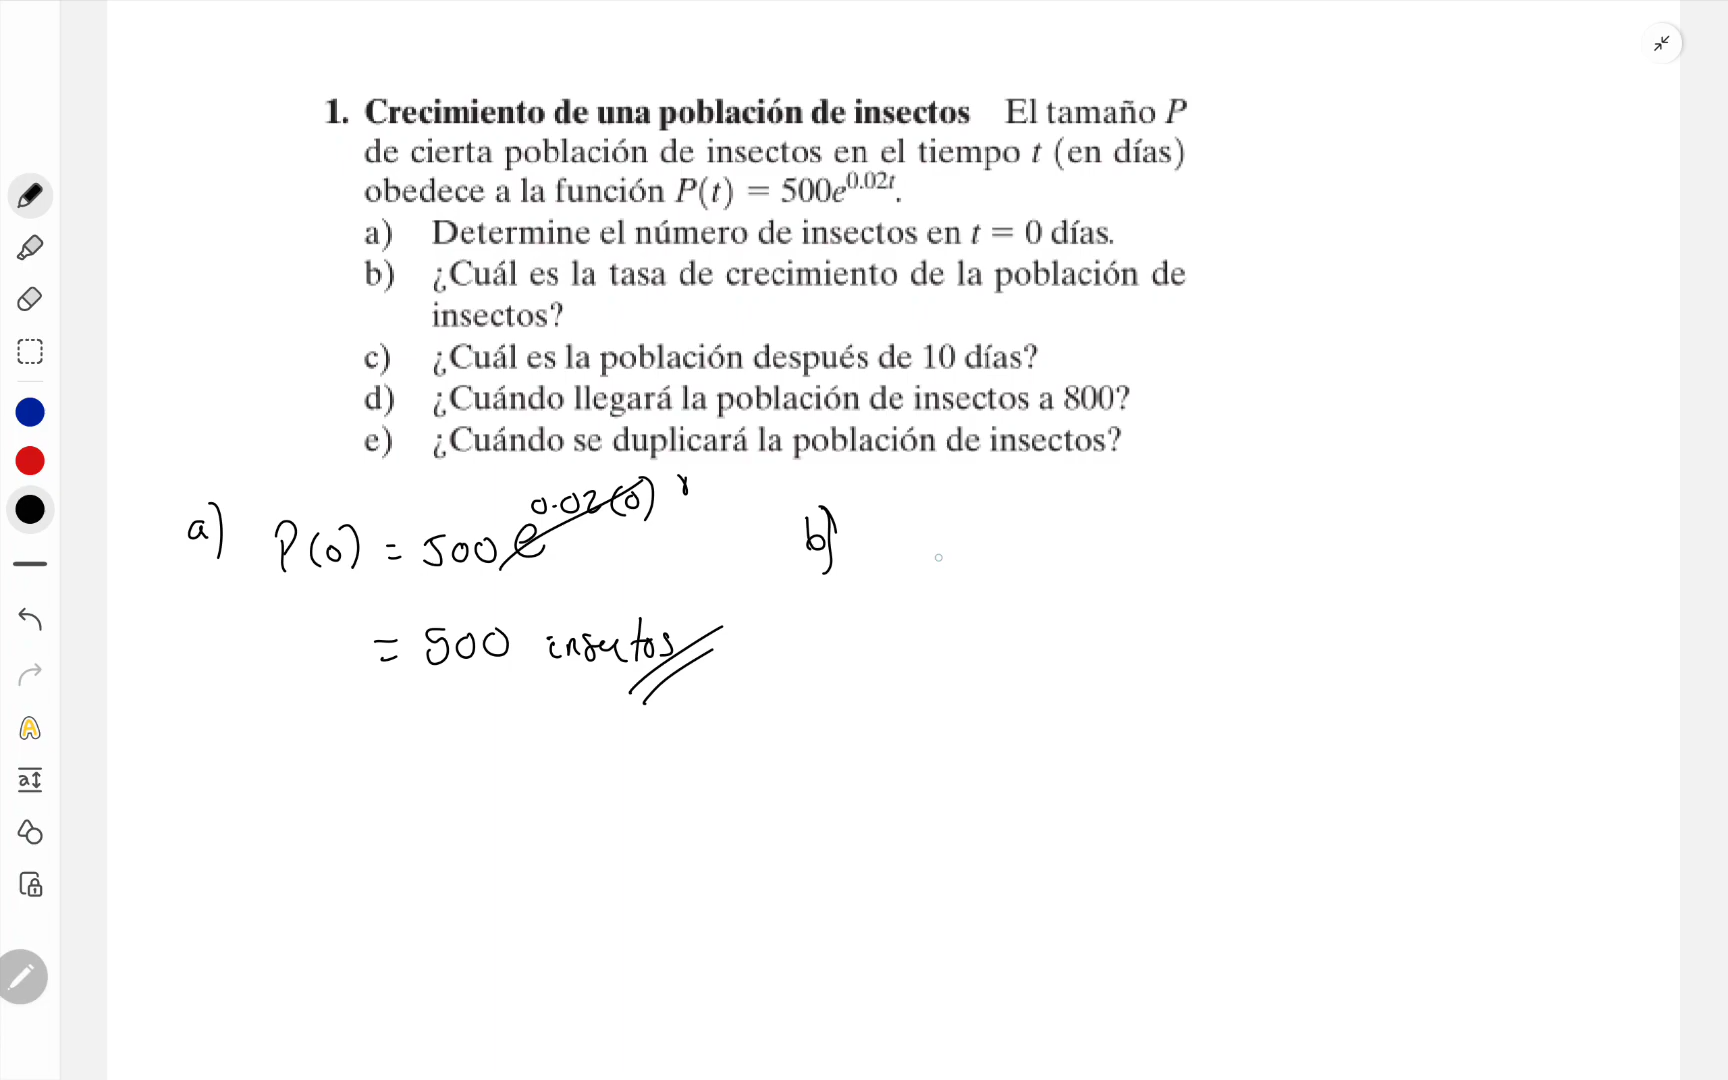 1. Crecimiento de una población de insectos El tamaño P
de cierta población de insectos en el tiempo t (en días)
obedece a la función P(t) = 500e^0.02t.
a) Determine el número de insectos en t = 0 días.
b) ¿Cuál es la tasa de crecimiento de la población de
insectos?
c) ¿Cuál es la población después de 10 días?
d) ¿Cuándo llegará la población de insectos a 800?
e) ¿Cuándo se duplicará la población de insectos?
a) P(0) = 500 e^0.02(0)
= 500 insectos
b)